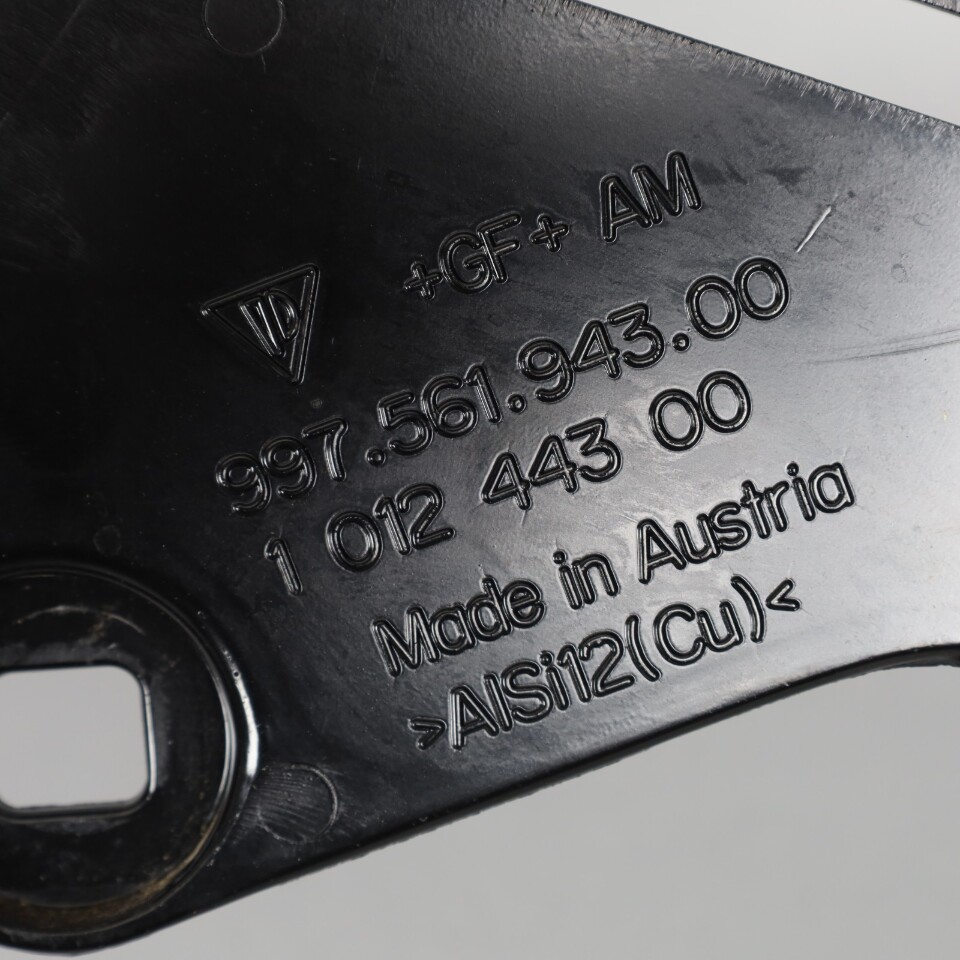 +GF+ AM
997.561.943.00
1 012 443 00
Made in Austria
>AlSi12(Cu)<